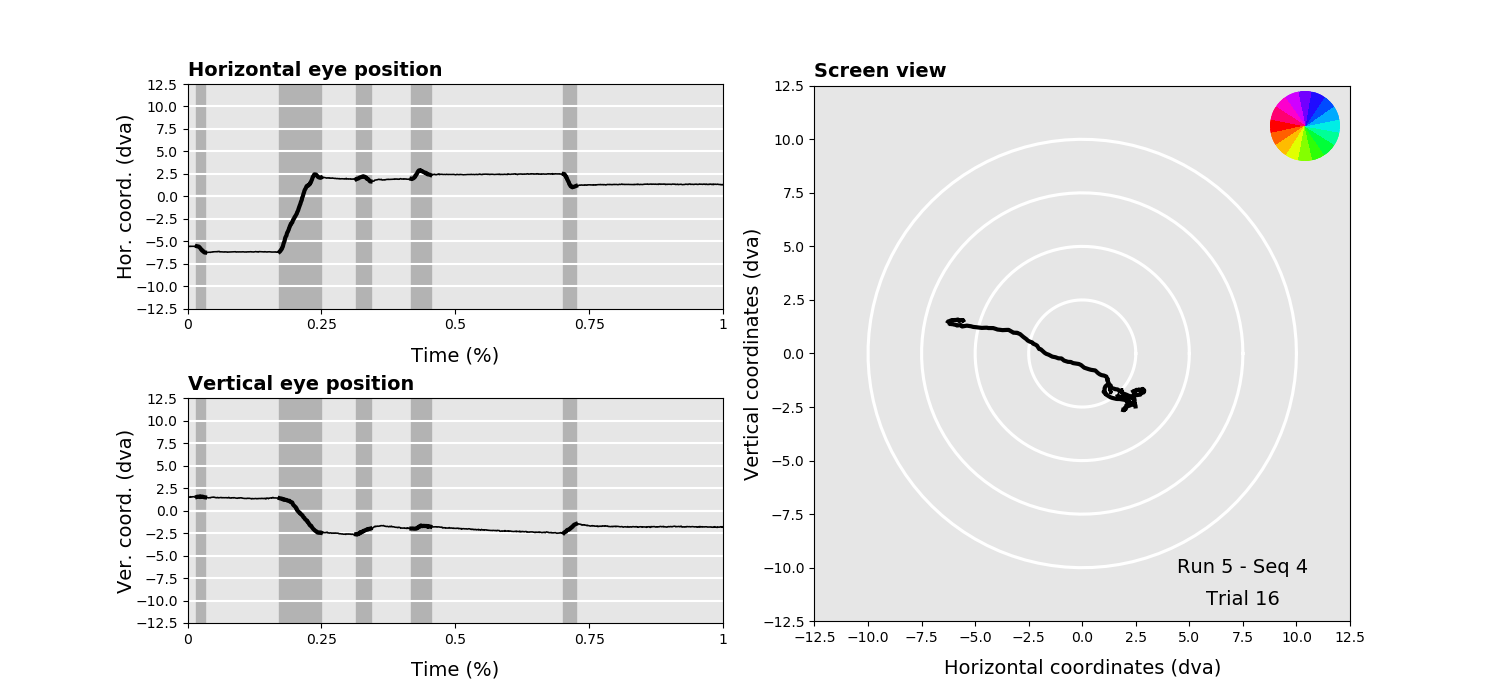 Horizontal eye position
Hor. coord. (dva)
12.5
10.0
7.5
5.0
2.5
0.0
−2.5
−5.0
−7.5
−10.0
−12.5
0 0.25 0.5 0.75 1
Time (%)
Vertical eye position
Ver. coord. (dva)
12.5
10.0
7.5
5.0
2.5
0.0
−2.5
−5.0
−7.5
−10.0
−12.5
0 0.25 0.5 0.75 1
Time (%)
Screen view
Vertical coordinates (dva)
12.5
10.0
7.5
5.0
2.5
0.0
−2.5
−5.0
−7.5
−10.0
−12.5
Run 5 - Seq 4
Trial 16
−12.5 −10.0 −7.5 −5.0 −2.5 0.0 2.5 5.0 7.5 10.0 12.5
Horizontal coordinates (dva)